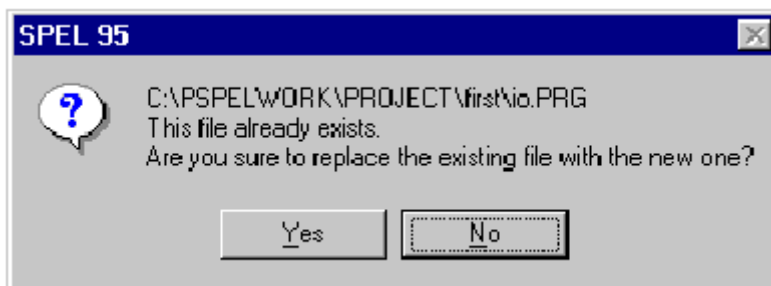 SPEL 95
C:\PSPELWORK\PROJECT\first\io.PRG
This file already exists.
Are you sure to replace the existing file with the new one?
Yes
No